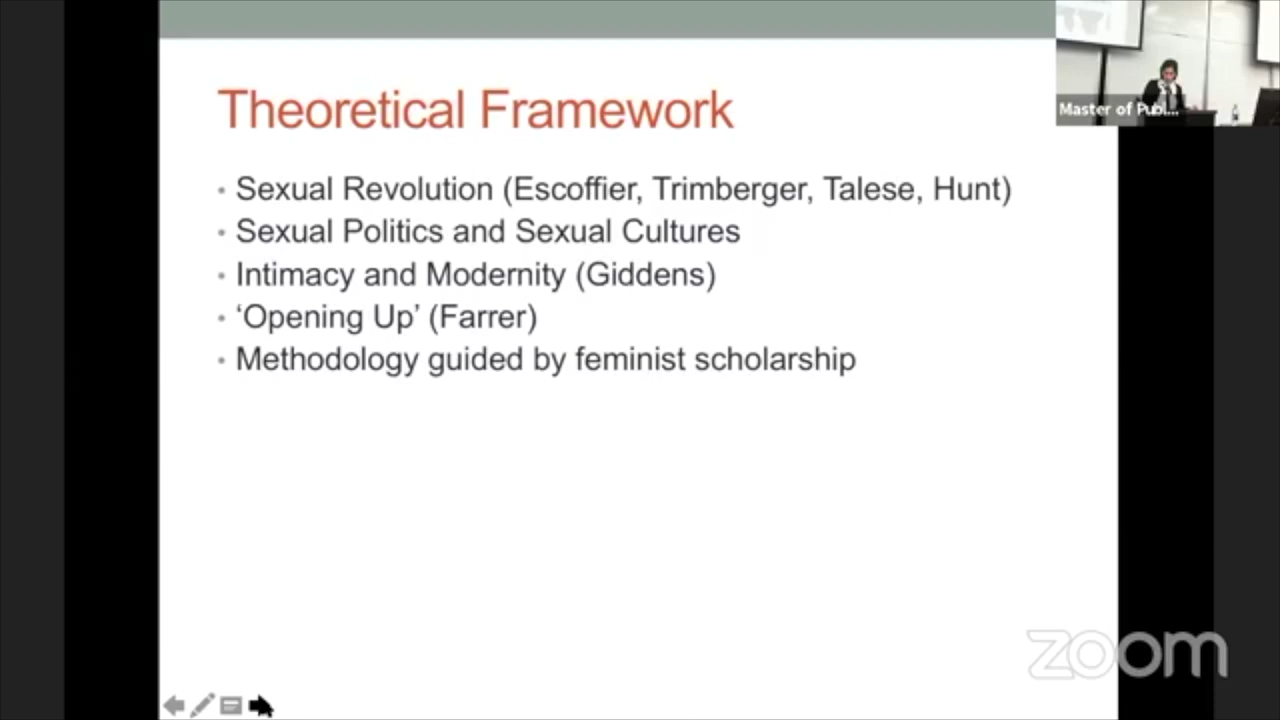 Theoretical Framework
• Sexual Revolution (Escoffier, Trimberger, Talese, Hunt)
• Sexual Politics and Sexual Cultures
• Intimacy and Modernity (Giddens)
• ‘Opening Up’ (Farrer)
• Methodology guided by feminist scholarship
Master of Publ...
zoom